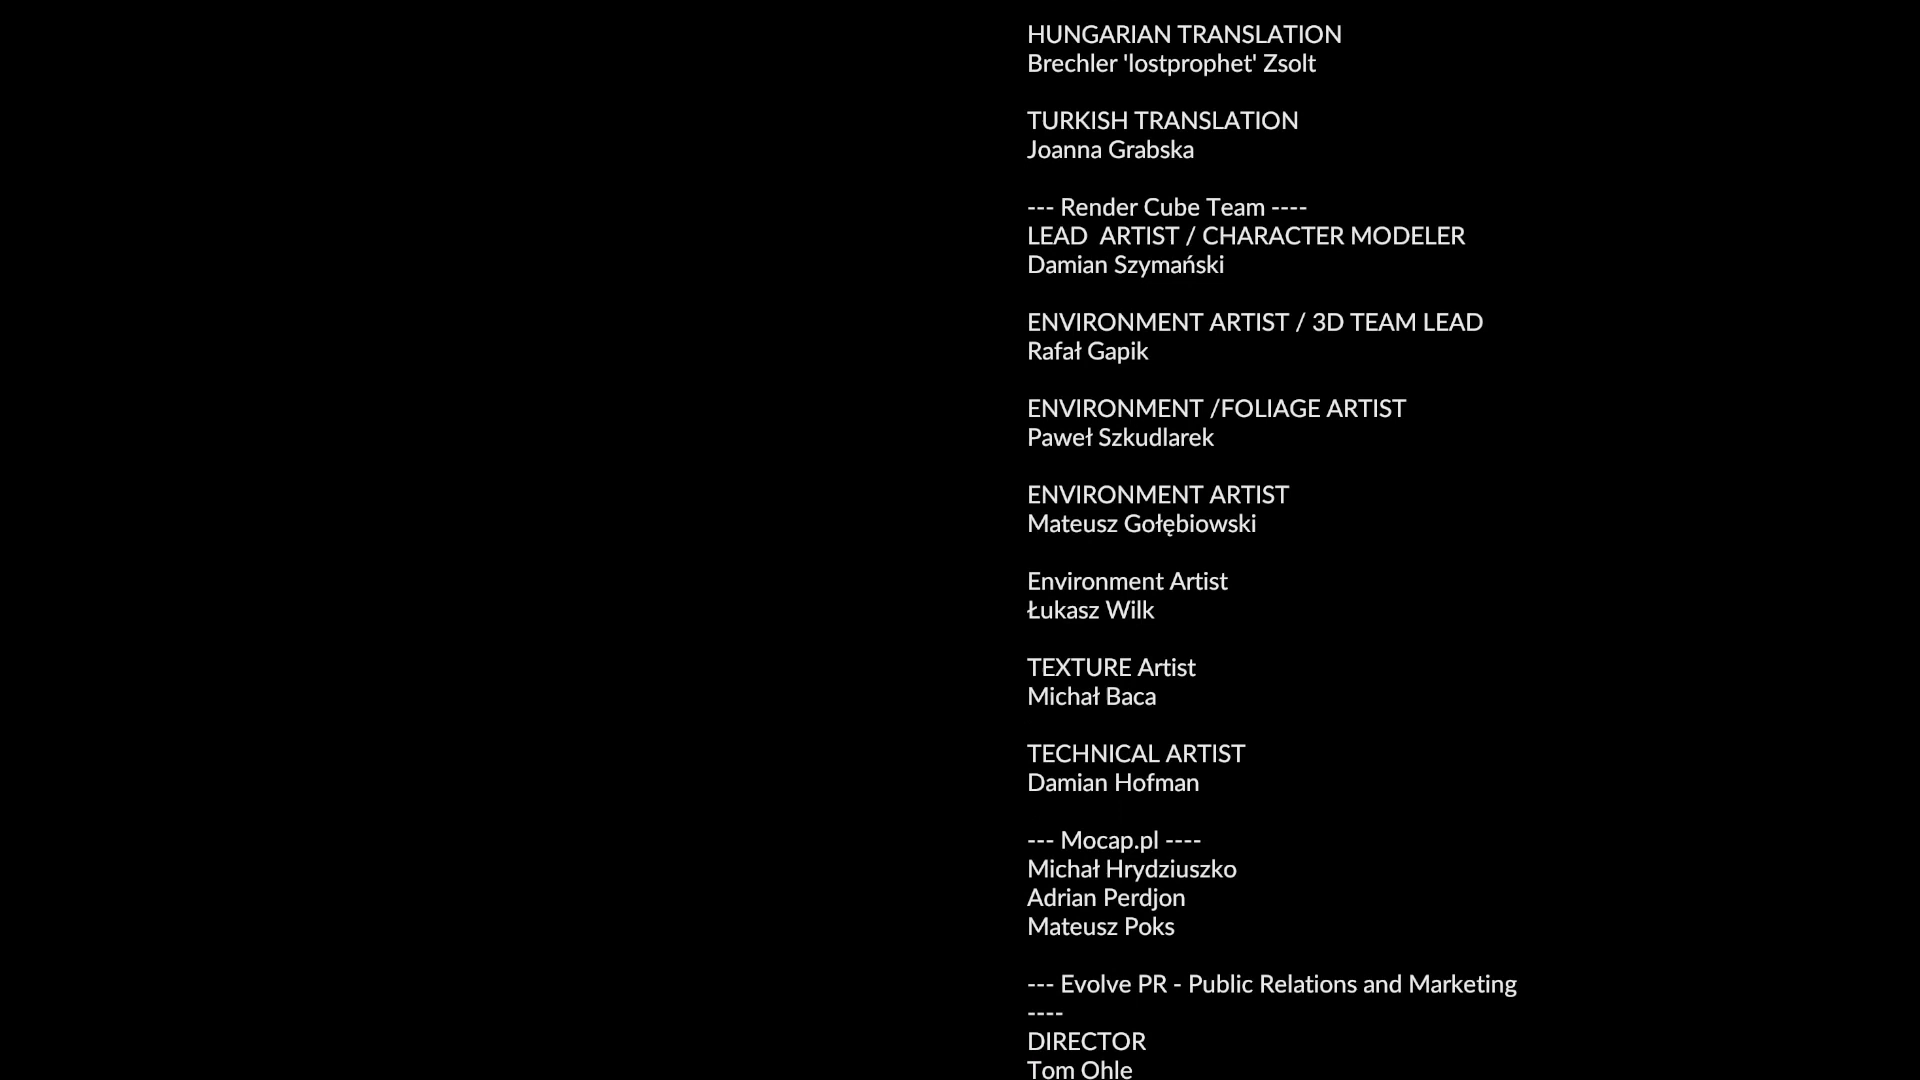 HUNGARIAN TRANSLATION
Brechler 'lostprophet' Zsolt
TURKISH TRANSLATION
Joanna Grabska
--- Render Cube Team ----
LEAD  ARTIST / CHARACTER MODELER
Damian Szymański
ENVIRONMENT ARTIST / 3D TEAM LEAD
Rafał Gapik
ENVIRONMENT /FOLIAGE ARTIST
Paweł Szkudlarek
ENVIRONMENT ARTIST
Mateusz Gołębiowski
Environment Artist
Łukasz Wilk
TEXTURE Artist
Michał Baca
TECHNICAL ARTIST
Damian Hofman
--- Mocap.pl ----
Michał Hrydziuszko
Adrian Perdjon
Mateusz Poks
--- Evolve PR - Public Relations and Marketing
----
DIRECTOR
Tom Ohle